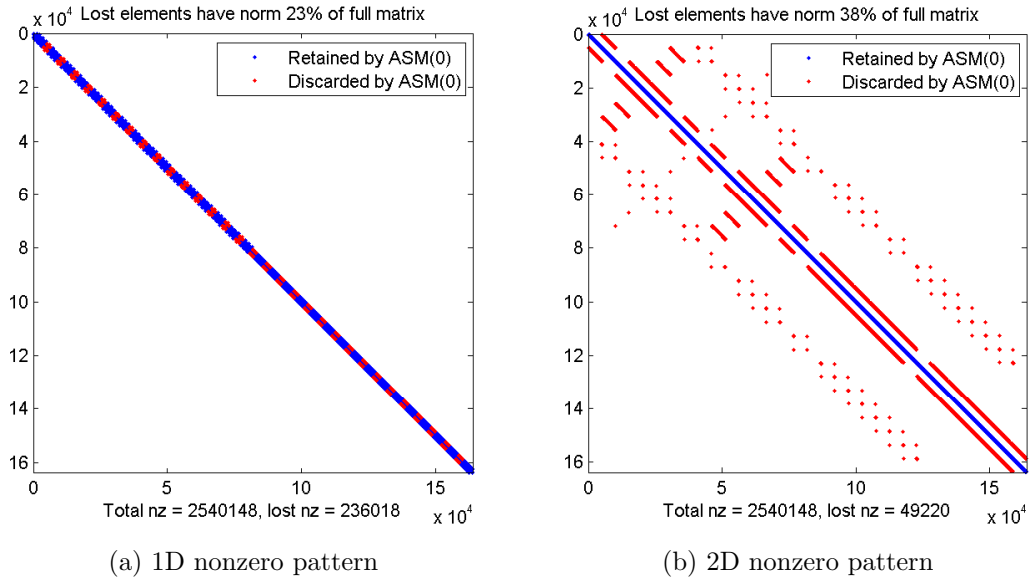 x 10^4
Lost elements have norm 23% of full matrix
Retained by ASM(0)
Discarded by ASM(0)
0
2
4
6
8
10
12
14
16
0
5
10
15
x 10^4
Total nz = 2540148, lost nz = 236018
(a) 1D nonzero pattern
x 10^4
Lost elements have norm 38% of full matrix
Retained by ASM(0)
Discarded by ASM(0)
0
2
4
6
8
10
12
14
16
0
5
10
15
x 10^4
Total nz = 2540148, lost nz = 49220
(b) 2D nonzero pattern